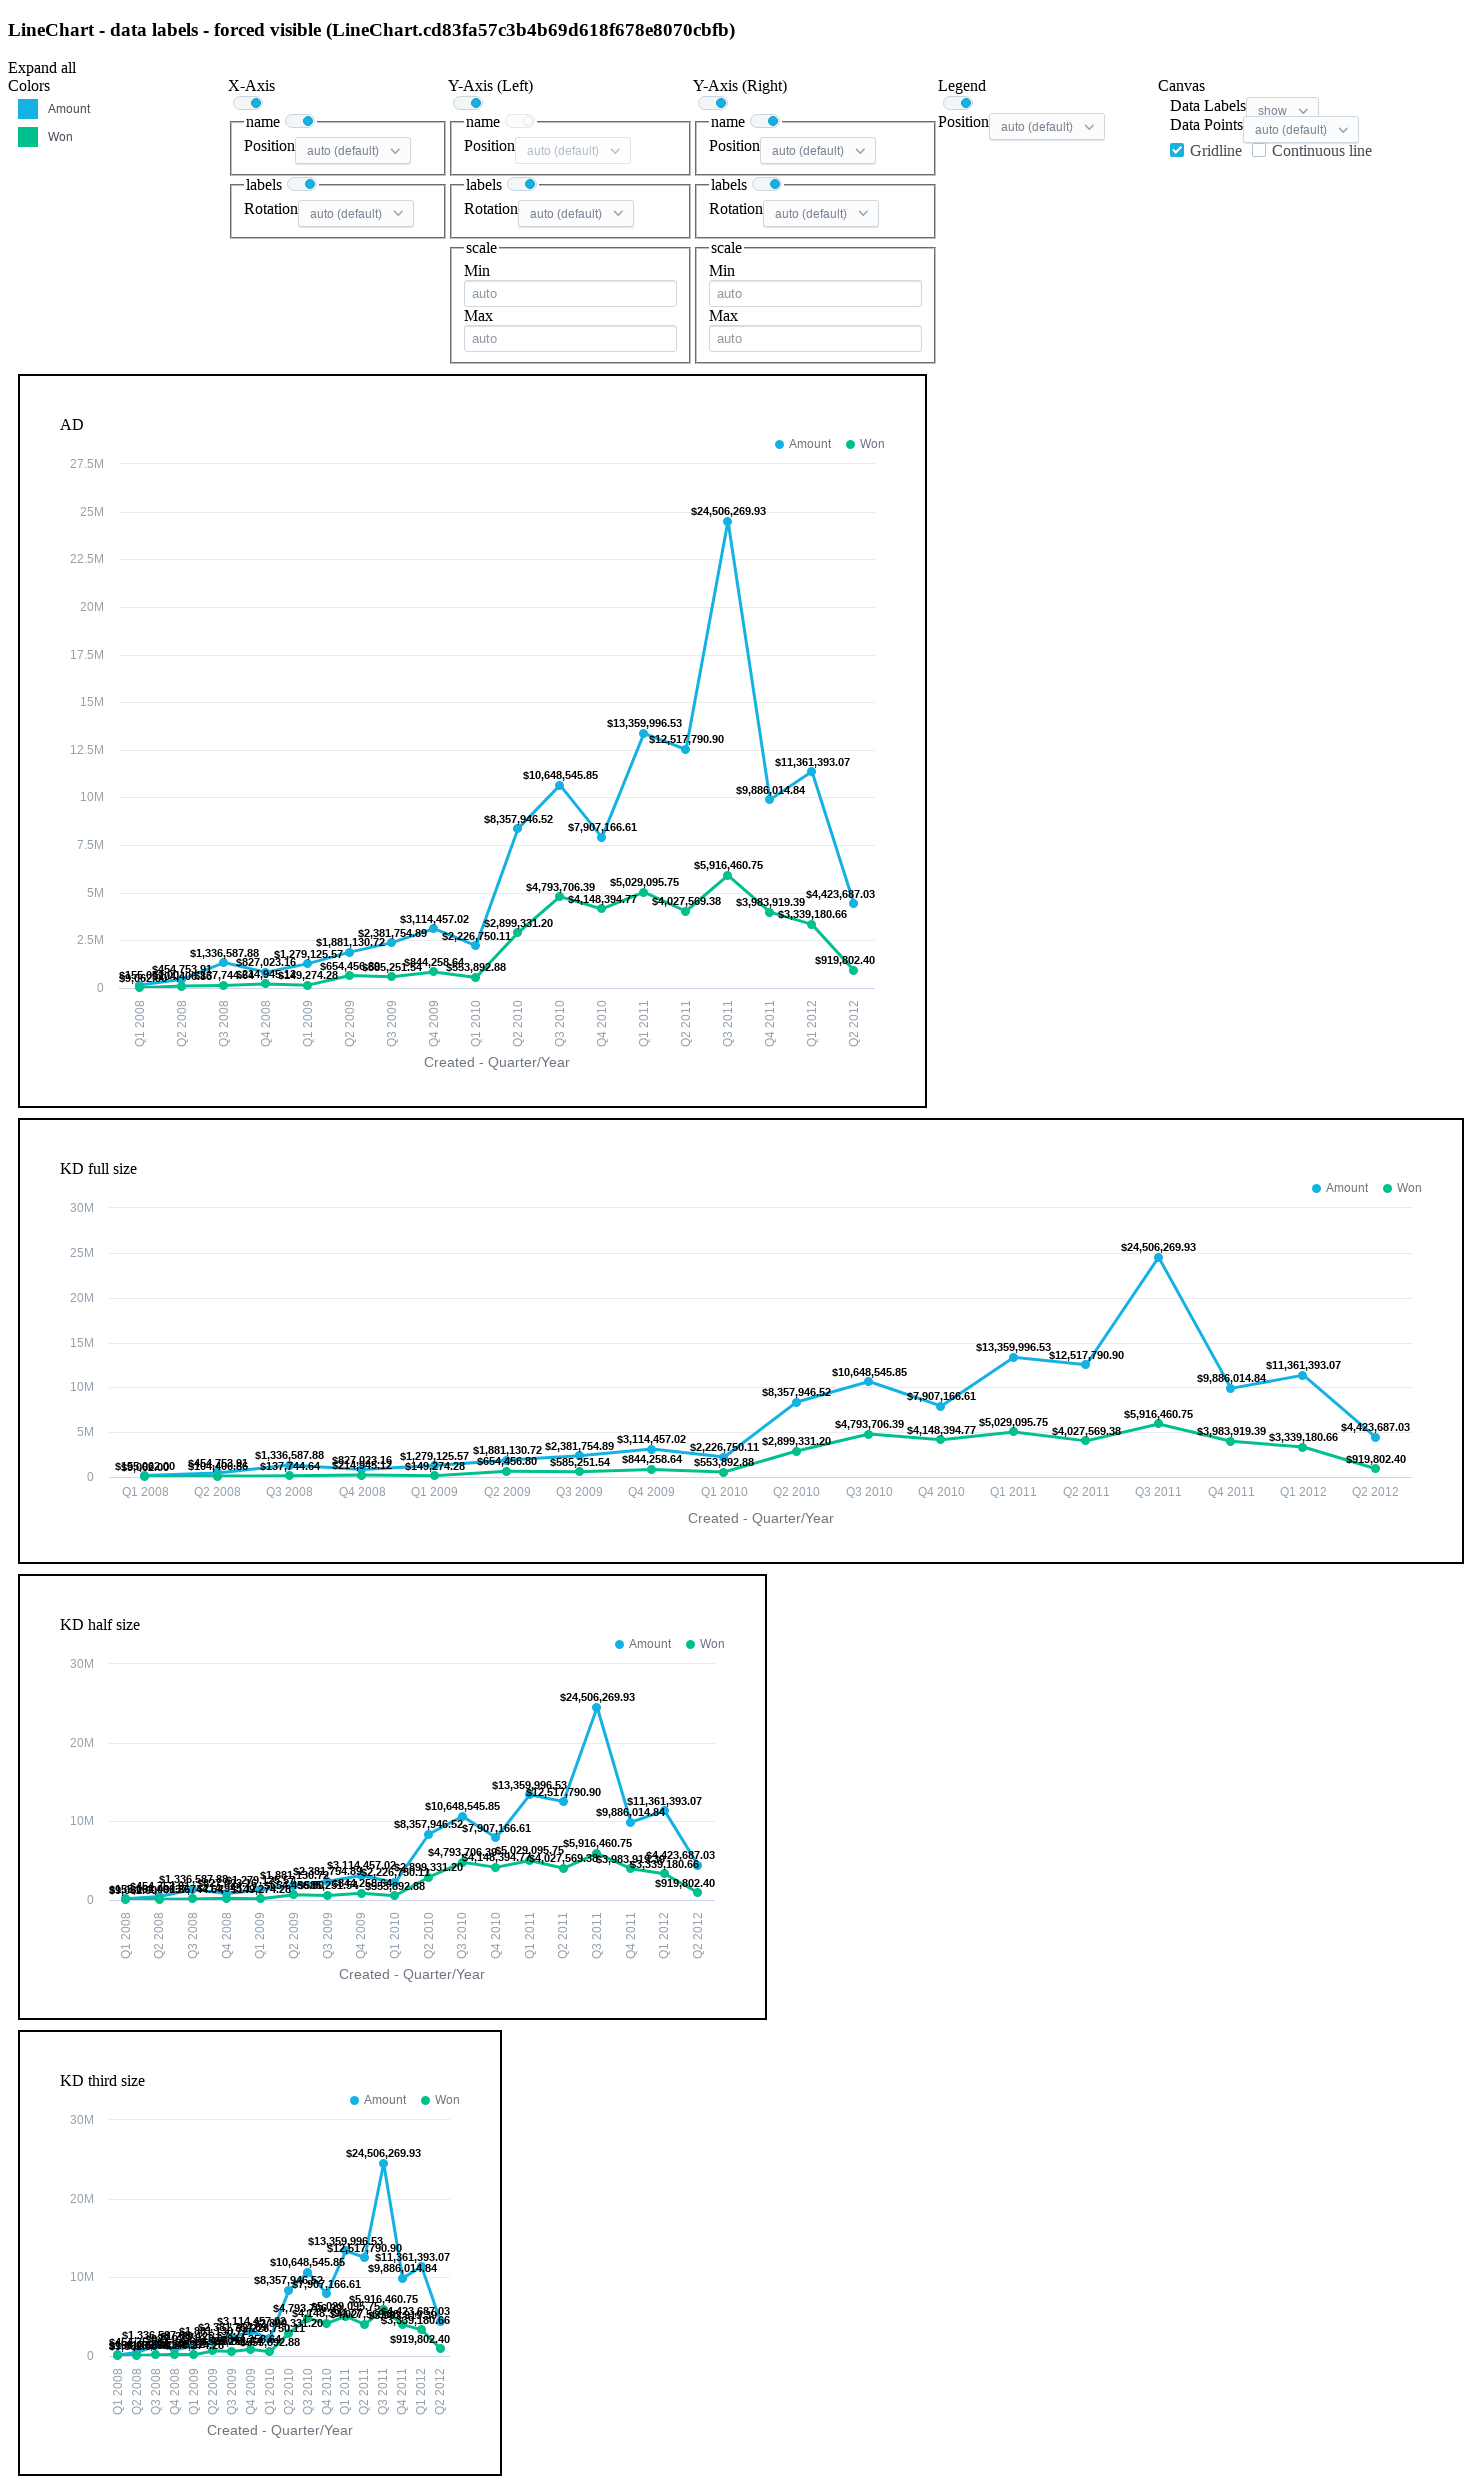 LineChart - data labels - forced visible (LineChart.cd83fa57c3b4b69d618f678e8070cbfb)
Expand all
Colors
Amount
Won
X-Axis
name
Position auto (default)
labels
Rotation auto (default)
Y-Axis (Left)
name
Position auto (default)
labels
Rotation auto (default)
scale
Min
auto
Max
auto
Y-Axis (Right)
name
Position auto (default)
labels
Rotation auto (default)
scale
Min
auto
Max
auto
Legend
Position auto (default)
Canvas
Data Labels show
Data Points auto (default)
Gridline Continuous line
AD
Amount Won
27.5M
25M
22.5M
20M
17.5M
15M
12.5M
10M
7.5M
5M
2.5M
0
$24,506,269.93
$13,359,996.53
$12,517,790.90
$11,361,393.07
$10,648,545.85
$9,886,014.84
$8,357,946.52
$7,907,166.61
$5,916,460.75
$5,029,095.75
$4,793,706.39
$4,423,687.03
$4,148,394.77
$4,027,569.38
$3,983,919.39
$3,339,180.66
$3,114,457.02
$2,899,331.20
$2,381,754.89
$2,226,750.11
$1,881,130.72
$1,336,587.88
$1,279,125.57
$827,023.16
$844,258.64
$919,802.40
$553,892.88
$149,274.28
Q1 2008
Q2 2008
Q3 2008
Q4 2008
Q1 2009
Q2 2009
Q3 2009
Q4 2009
Q1 2010
Q2 2010
Q3 2010
Q4 2010
Q1 2011
Q2 2011
Q3 2011
Q4 2011
Q1 2012
Q2 2012
Created - Quarter/Year
KD full size
Amount Won
30M
25M
20M
15M
10M
5M
0
$24,506,269.93
$13,359,996.53
$12,517,790.90
$11,361,393.07
$10,648,545.85
$9,886,014.84
$8,357,946.52
$7,907,166.61
$5,916,460.75
$5,029,095.75
$4,793,706.39
$4,423,687.03
$4,148,394.77
$4,027,569.38
$3,983,919.39
$3,339,180.66
$3,114,457.02
$2,899,331.20
$2,381,754.89
$2,226,750.11
$1,881,130.72
$1,336,587.88
$1,279,125.57
$454,753.91
$827,023.16
$137,744.64
$214,945.12
$149,274.28
$654,456.80
$585,251.54
$844,258.64
$553,892.88
$919,802.40
Q1 2008 Q2 2008 Q3 2008 Q4 2008 Q1 2009 Q2 2009 Q3 2009 Q4 2009 Q1 2010 Q2 2010 Q3 2010 Q4 2010 Q1 2011 Q2 2011 Q3 2011 Q4 2011 Q1 2012 Q2 2012
Created - Quarter/Year
KD half size
Amount Won
30M
20M
10M
0
$24,506,269.93
$13,359,996.53
$12,517,790.90
$11,361,393.07
$10,648,545.85
$9,886,014.84
$8,357,946.52
$7,907,166.61
$5,916,460.75
$5,029,095.75
$4,423,687.03
$3,339,180.66
$919,802.40
$553,892.88
Q1 2008
Q2 2008
Q3 2008
Q4 2008
Q1 2009
Q2 2009
Q3 2009
Q4 2009
Q1 2010
Q2 2010
Q3 2010
Q4 2010
Q1 2011
Q2 2011
Q3 2011
Q4 2011
Q1 2012
Q2 2012
Created - Quarter/Year
KD third size
Amount Won
30M
20M
10M
0
$24,506,269.93
$13,359,996.53
$12,517,790.90
$11,361,393.07
$10,648,545.85
$9,886,014.84
$7,907,166.61
$5,916,460.75
$3,339,180.66
$919,802.40
Q1 2008
Q2 2008
Q3 2008
Q4 2008
Q1 2009
Q2 2009
Q3 2009
Q4 2009
Q1 2010
Q2 2010
Q3 2010
Q4 2010
Q1 2011
Q2 2011
Q3 2011
Q4 2011
Q1 2012
Q2 2012
Created - Quarter/Year